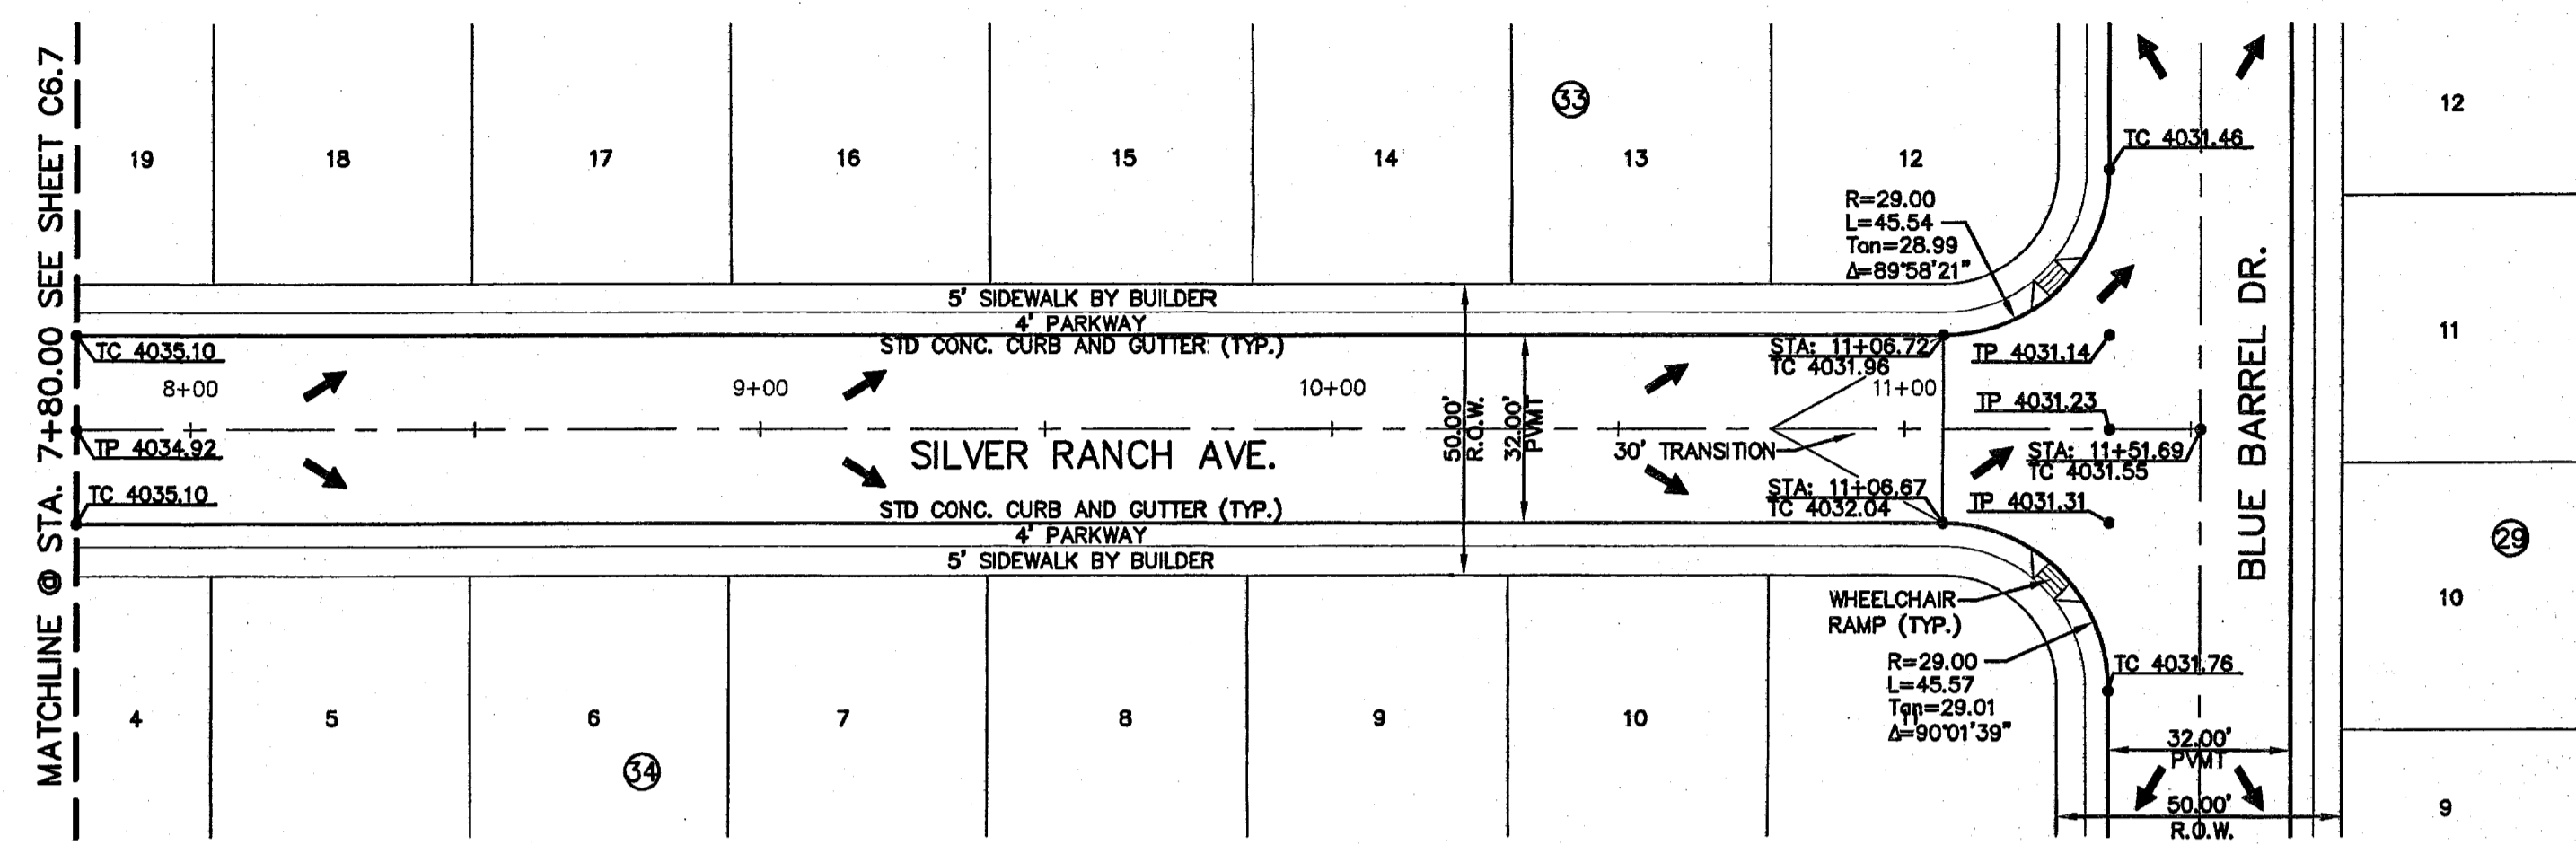 MATCHLINE @ STA. 7+80.00 SEE SHEET C6.7
19
18
17
16
15
14
33
13
12
12
11
TC 4031.46
R=29.00
L=45.54
Tan=28.99
Δ=89°58'21"
5' SIDEWALK BY BUILDER
4' PARKWAY
STD CONC. CURB AND GUTTER (TYP.)
TC 4035.10
8+00
9+00
10+00
11+00
STA: 11+06.72
TC 4031.96
TP 4031.14
TP 4031.23
TP 4034.92
SILVER RANCH AVE.
50.00'
R.O.W.
32.00'
PVMT
30' TRANSITION
STA: 11+51.69
TC 4031.55
BLUE BARREL DR.
TC 4035.10
STA: 11+06.67
TC 4032.04
TP 4031.31
STD CONC. CURB AND GUTTER (TYP.)
4' PARKWAY
5' SIDEWALK BY BUILDER
29
WHEELCHAIR
RAMP (TYP.)
10
R=29.00
L=45.57
Tan=29.01
Δ=90°01'39"
TC 4031.76
4
5
6
7
8
9
10
11
34
32.00'
PVMT
50.00'
R.O.W.
9